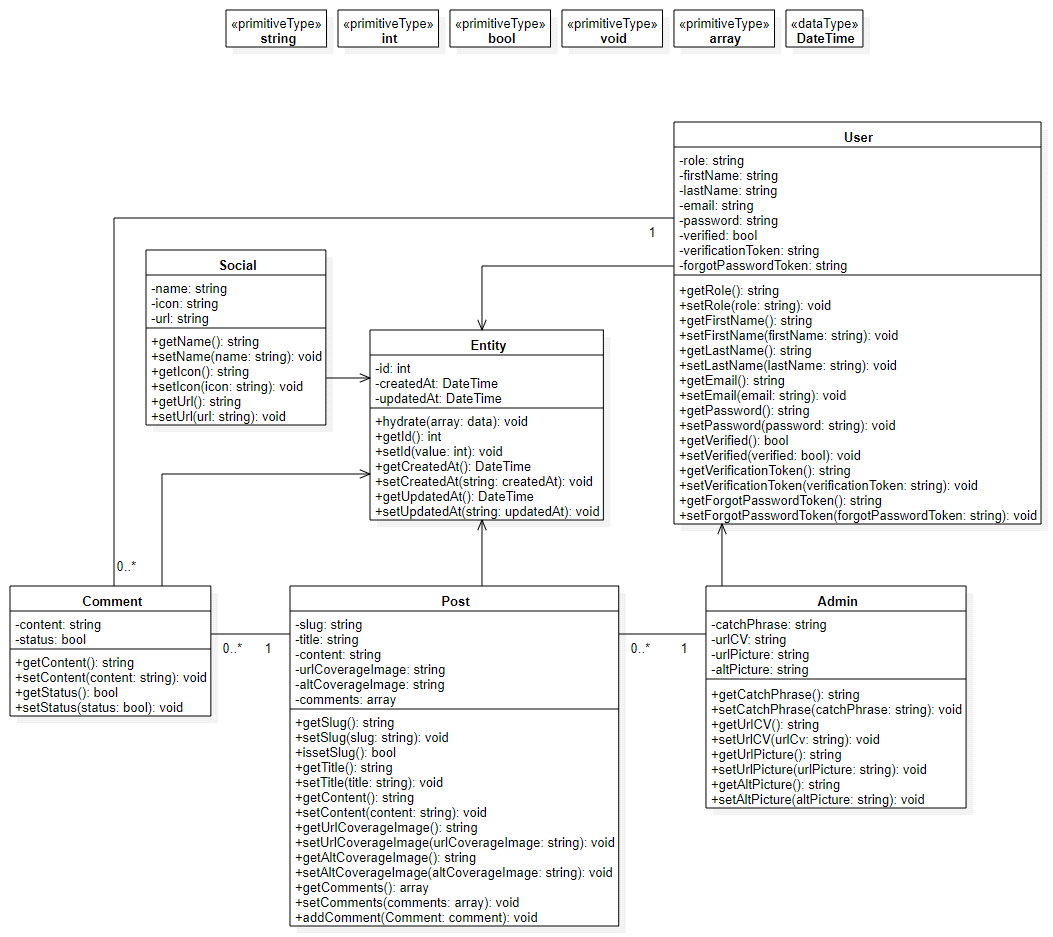 «primitiveType»
string
«primitiveType»
int
«primitiveType»
bool
«primitiveType»
void
«primitiveType»
array
«dataType»
DateTime
User
-role: string
-firstName: string
-lastName: string
-email: string
-password: string
-verified: bool
-verificationToken: string
-forgotPasswordToken: string
+getRole(): string
+setRole(role: string): void
+getFirstName(): string
+setFirstName(firstName: string): void
+getLastName(): string
+setLastName(lastName: string): void
+getEmail(): string
+setEmail(email: string): void
+getPassword(): string
+setPassword(password: string): void
+getVerified(): bool
+setVerified(verified: bool): void
+getVerificationToken(): string
+setVerificationToken(verificationToken: string): void
+getForgotPasswordToken(): string
+setForgotPasswordToken(forgotPasswordToken: string): void
1
Social
-name: string
-icon: string
-url: string
+getName(): string
+setName(name: string): void
+getIcon(): string
+setIcon(icon: string): void
+getUrl(): string
+setUrl(url: string): void
Entity
-id: int
-createdAt: DateTime
-updatedAt: DateTime
+hydrate(array: data): void
+getId(): int
+setId(value: int): void
+getCreatedAt(): DateTime
+setCreatedAt(string: createdAt): void
+getUpdatedAt(): DateTime
+setUpdatedAt(string: updatedAt): void
0..*
Comment
-content: string
-status: bool
+getContent(): string
+setContent(content: string): void
+getStatus(): bool
+setStatus(status: bool): void
0..*
1
Post
-slug: string
-title: string
-content: string
-urlCoverageImage: string
-altCoverageImage: string
-comments: array
+getSlug(): string
+setSlug(slug: string): void
+issetSlug(): bool
+getTitle(): string
+setTitle(title: string): void
+getContent(): string
+setContent(content: string): void
+getUrlCoverageImage(): string
+setUrlCoverageImage(urlCoverageImage: string): void
+getAltCoverageImage(): string
+setAltCoverageImage(altCoverageImage: string): void
+getComments(): array
+setComments(comments: array): void
+addComment(Comment: comment): void
0..*
1
Admin
-catchPhrase: string
-urlCV: string
-urlPicture: string
-altPicture: string
+getCatchPhrase(): string
+setCatchPhrase(catchPhrase: string): void
+getUrlCV(): string
+setUrlCV(urlCv: string): void
+getUrlPicture(): string
+setUrlPicture(urlPicture: string): void
+getAltPicture(): string
+setAltPicture(altPicture: string): void